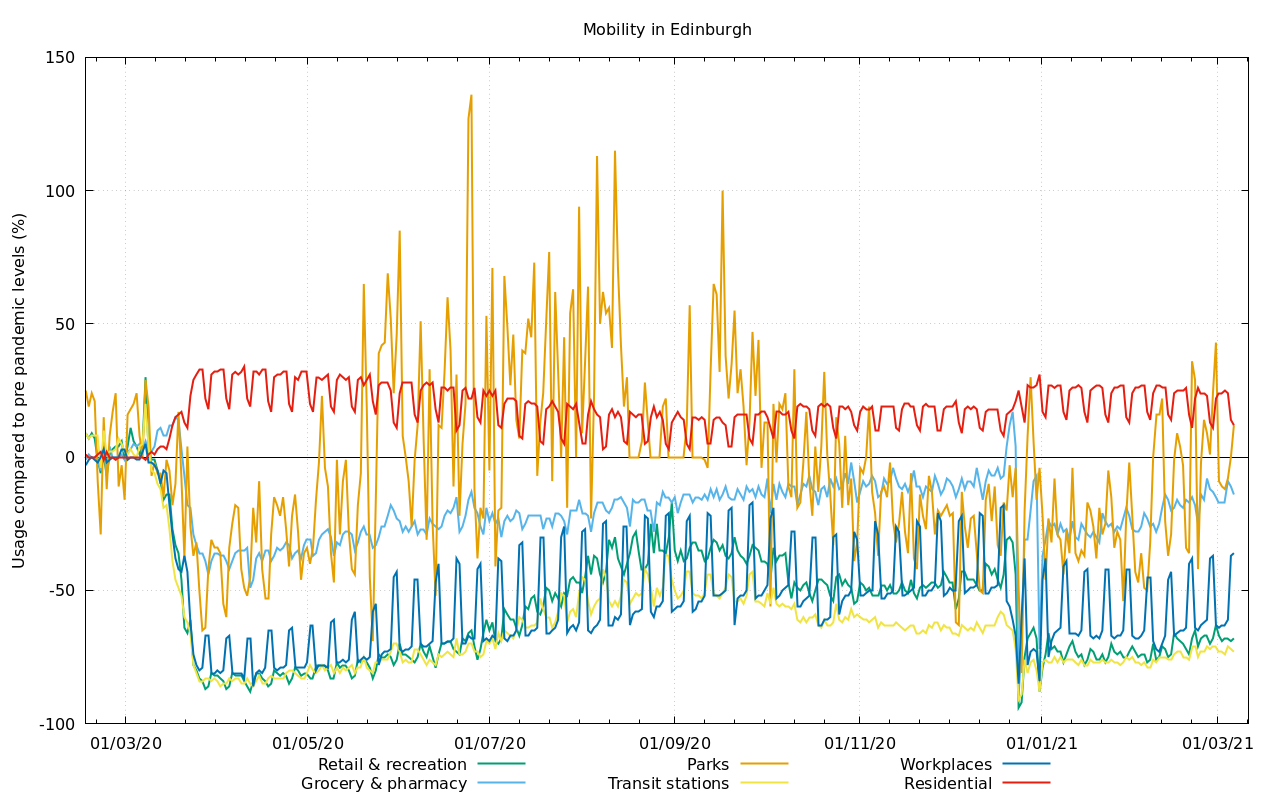 Mobility in Edinburgh
Usage compared to pre pandemic levels (%)
150
100
50
0
-50
-100
01/03/20 01/05/20 01/07/20 01/09/20 01/11/20 01/01/21 01/03/21
Retail & recreation Parks Workplaces
Grocery & pharmacy Transit stations Residential